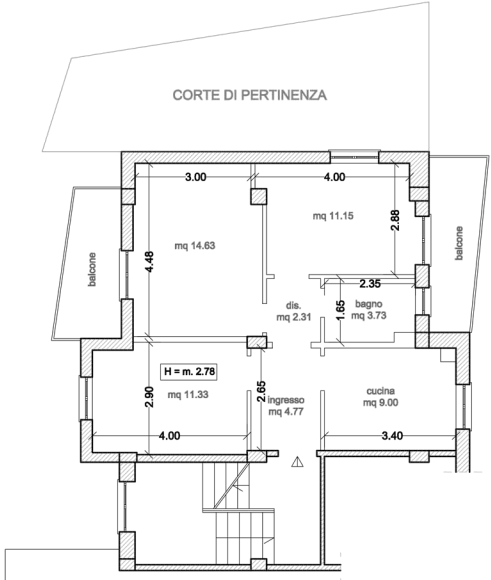 CORTE DI PERTINENZA
3.00
4.00
mq 11.15
2.88
mq 14.63
4.48
balcone
balcone
2.35
dis.
mq 2.31
1.65
bagno
mq 3.73
H = m. 2.78
2.90
mq 11.33
2.65
ingresso
mq 4.77
cucina
mq 9.00
4.00
3.40